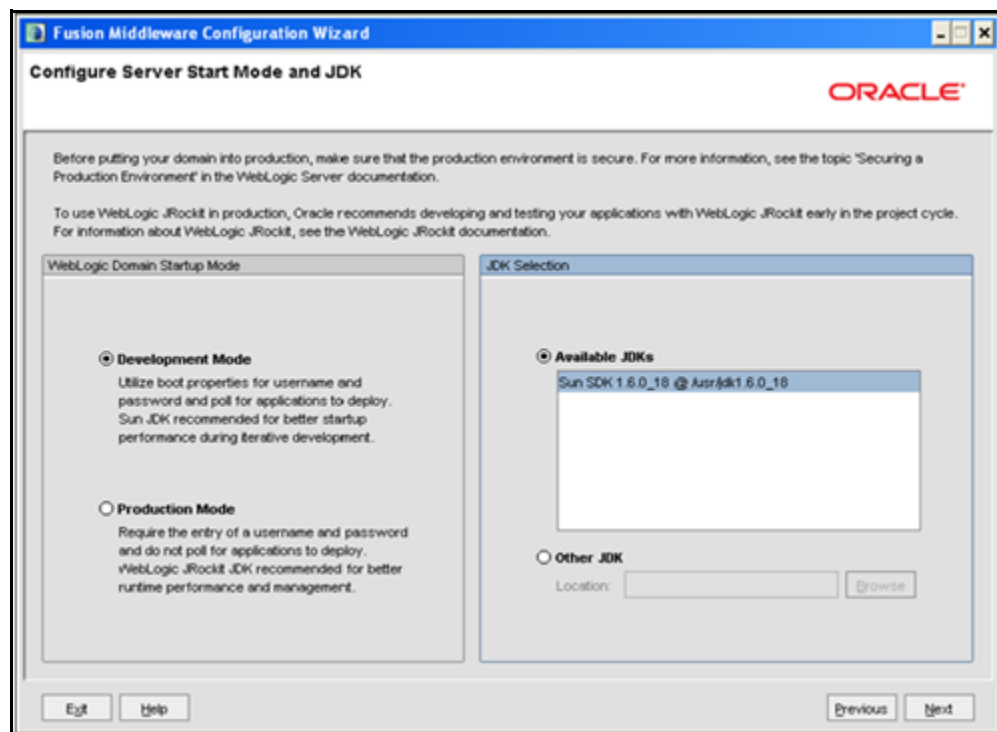 Fusion Middleware Configuration Wizard
Configure Server Start Mode and JDK
ORACLE
Before putting your domain into production, make sure that the production environment is secure. For more information, see the topic 'Securing a
Production Environment' in the WebLogic Server documentation.
To use WebLogic JRockit in production, Oracle recommends developing and testing your applications with WebLogic JRockit early in the project cycle.
For information about WebLogic JRockit, see the WebLogic JRockit documentation.
WebLogic Domain Startup Mode
Development Mode
Utilize boot.properties for username and
password and poll for applications to deploy.
Sun JDK recommended for better startup
performance during iterative development.
Production Mode
Require the entry of a username and password
and do not poll for applications to deploy.
WebLogic JRockit JDK recommended for better
runtime performance and management.
JDK Selection
Available JDKs
Sun SDK 1.6.0_18 @ /usr/jdk1.6.0_18
Other JDK
Location:
Browse
Exit
Help
Previous
Next